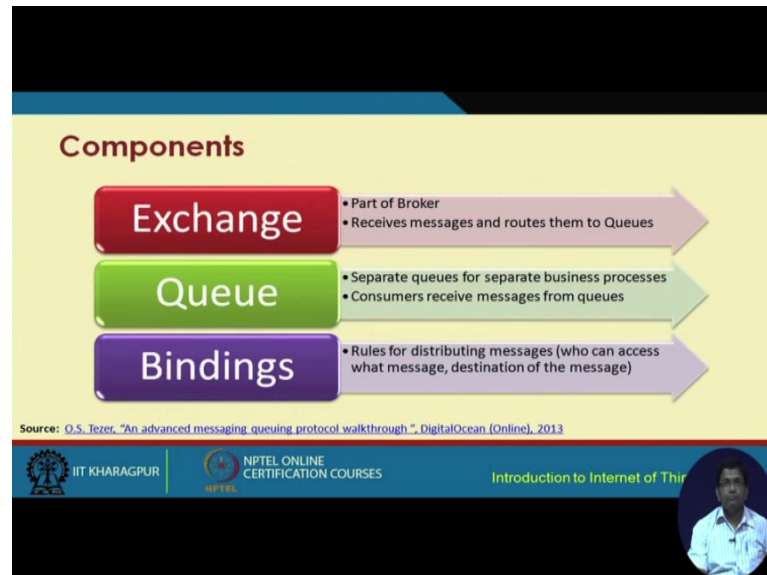 Components
Exchange
• Part of Broker
• Receives messages and routes them to Queues
Queue
• Separate queues for separate business processes
• Consumers receive messages from queues
Bindings
• Rules for distributing messages (who can access
what message, destination of the message)
Source: O.S. Tezer, "An advanced messaging queuing protocol walkthrough ", DigitalOcean (Online), 2013
IIT KHARAGPUR
NPTEL
NPTEL ONLINE
CERTIFICATION COURSES
Introduction to Internet of Thin